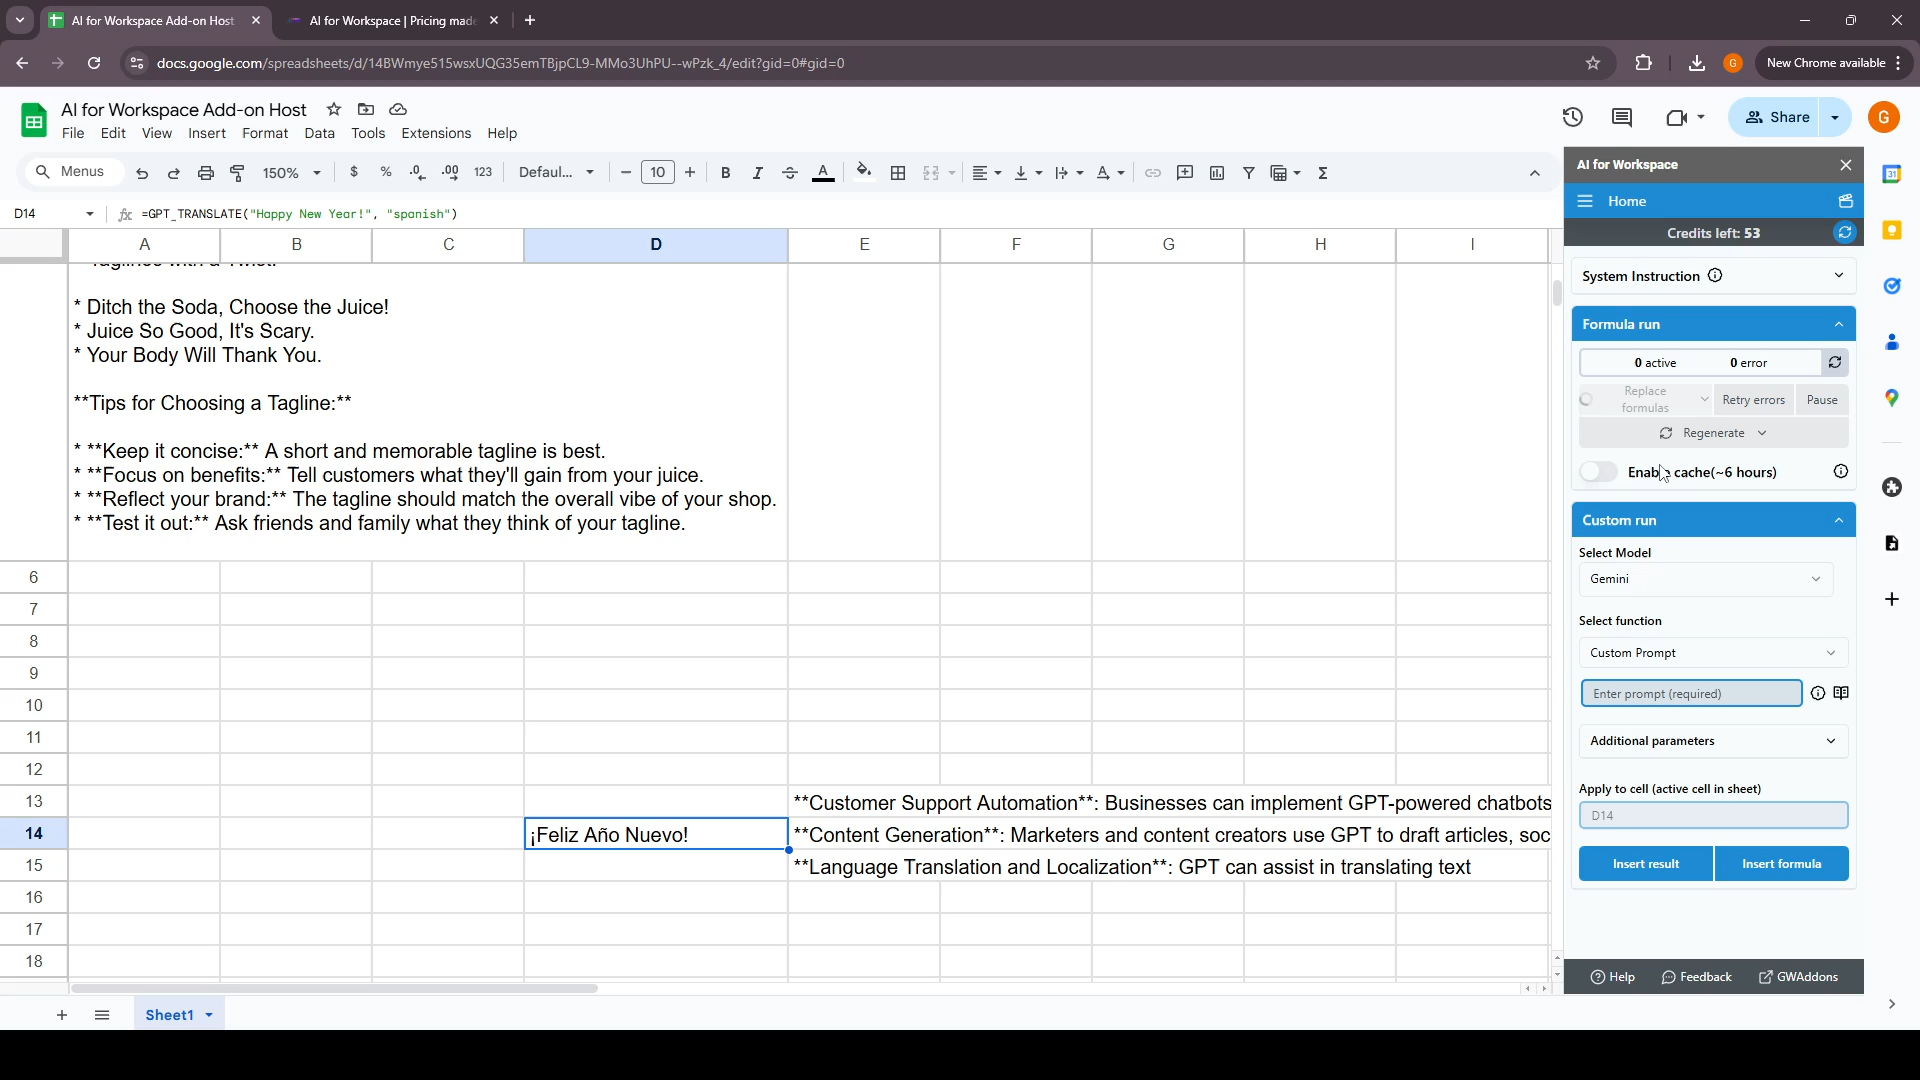 AI for Workspace Add-on Host
AI for Workspace | Pricing made
docs.google.com/spreadsheets/d/14BWmye515wsxUQG35emTBjpCL9-MMo3UhPU--wPzk_4/edit?gid=0#gid=0
G
New Chrome available
AI for Workspace Add-on Host
File Edit View Insert Format Data Tools Extensions Help
Share
G
Menus
150%
$
%
.0
.00
123
Defaul...
10
B
I
A
Σ
AI for Workspace
31
D14
fx
=GPT_TRANSLATE("Happy New Year!", "spanish")
Home
Credits left: 53
A B C D E F G H I
* Ditch the Soda, Choose the Juice!
* Juice So Good, It's Scary.
* Your Body Will Thank You.
**Tips for Choosing a Tagline:**
* **Keep it concise:** A short and memorable tagline is best.
* **Focus on benefits:** Tell customers what they'll gain from your juice.
* **Reflect your brand:** The tagline should match the overall vibe of your shop.
* **Test it out:** Ask friends and family what they think of your tagline.
6
7
8
9
10
11
12
13 **Customer Support Automation**: Businesses can implement GPT-powered chatbots
14 ¡Feliz Año Nuevo! **Content Generation**: Marketers and content creators use GPT to draft articles, soc
15 **Language Translation and Localization**: GPT can assist in translating text
16
17
18
System Instruction
Formula run
0 active 0 error
Replace
formulas
Retry errors
Pause
Regenerate
Enable cache(~6 hours)
Custom run
Select Model
Gemini
Select function
Custom Prompt
Enter prompt (required)
Additional parameters
Apply to cell (active cell in sheet)
D14
Insert result
Insert formula
Help
Feedback
GWAddons
Sheet1